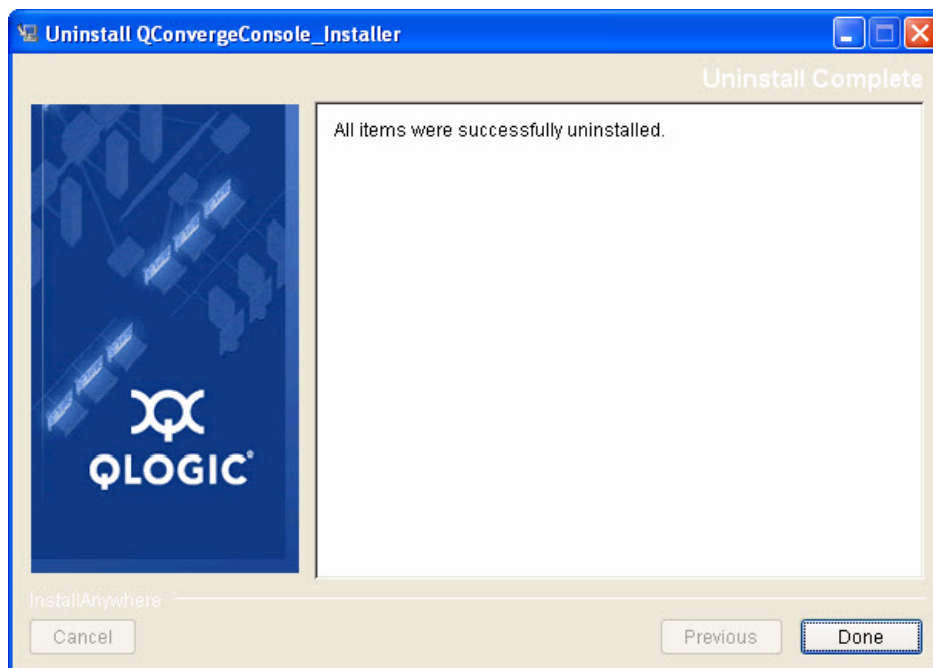 Uninstall QConvergeConsole_Installer
Uninstall Complete
All items were successfully uninstalled.
QLOGIC®
InstallAnywhere
Cancel
Previous
Done